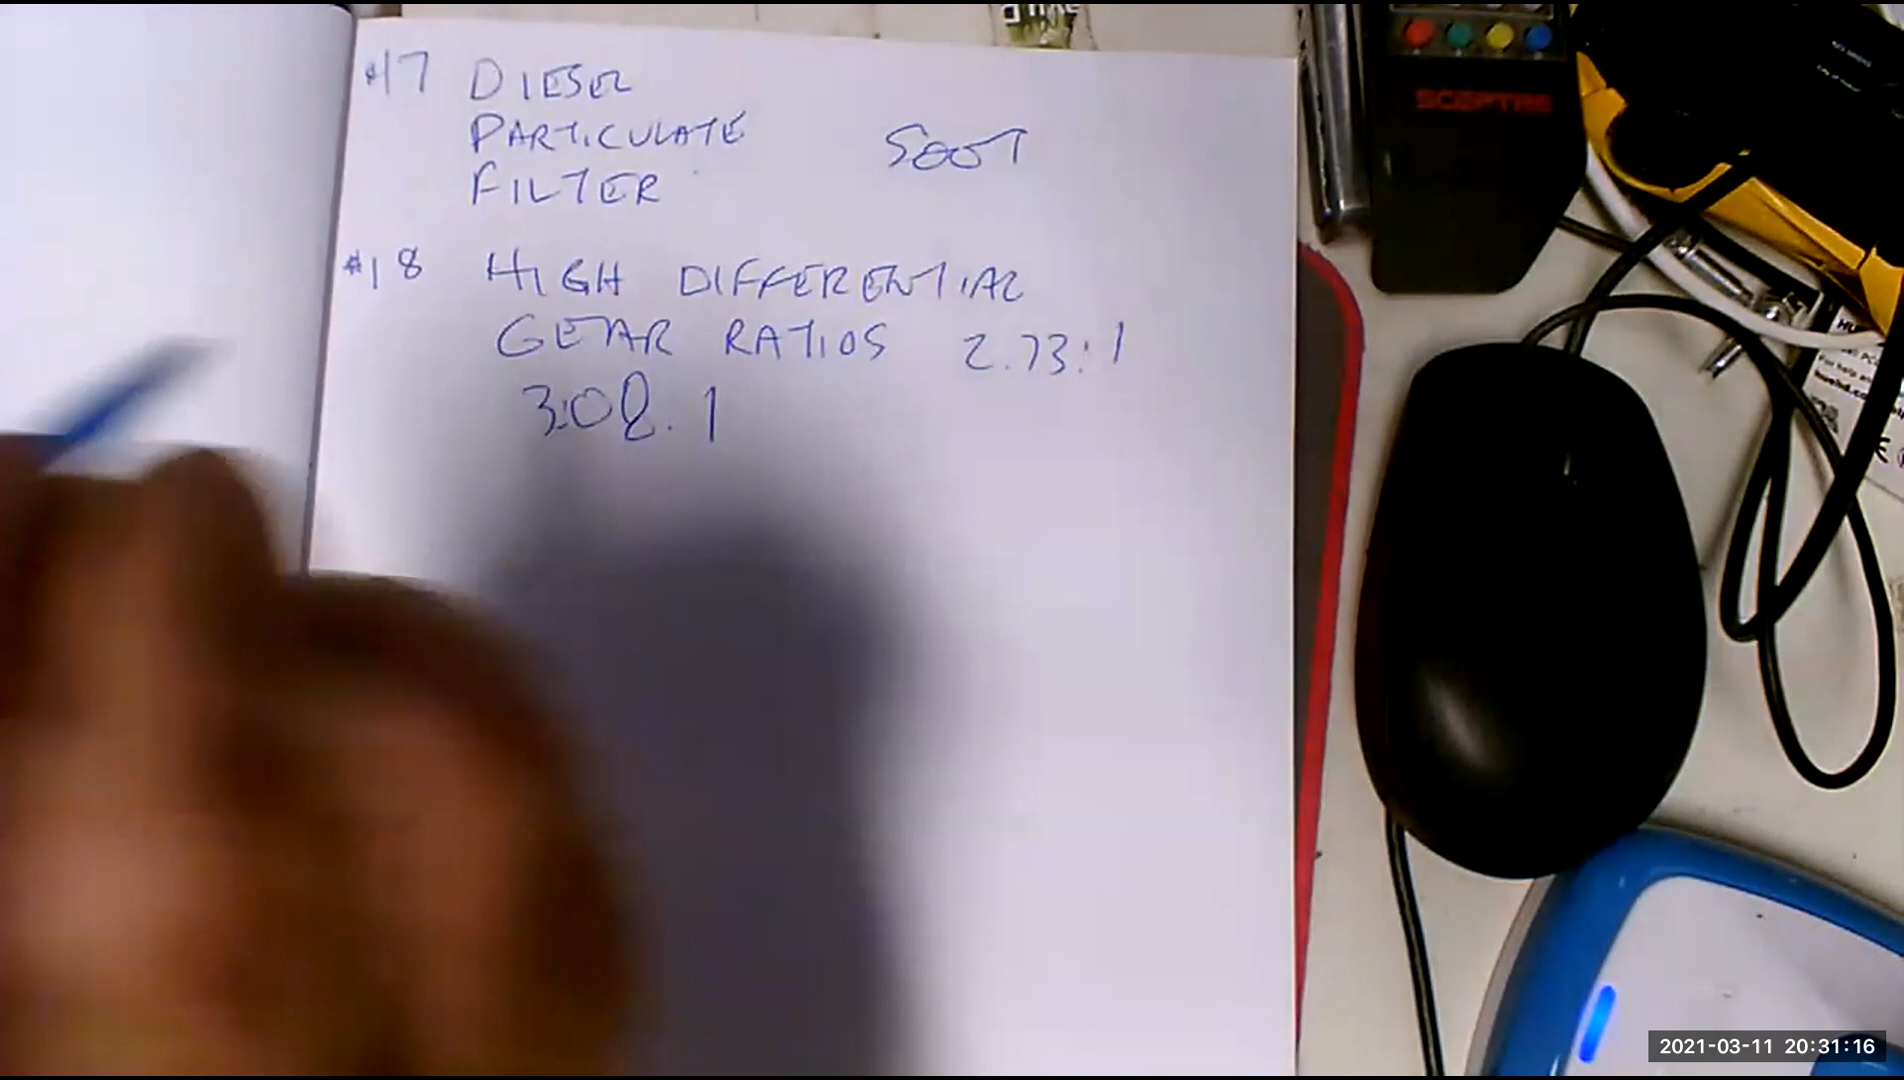 #17 DIESEL
PARTICULATE SOOT
FILTER
#18 HIGH DIFFERENTIAL
GEAR RATIOS 2.73:1
3:08.1
SCEPTRE
2021-03-11 20:31:16